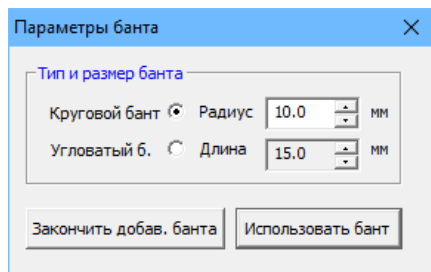 Параметры банта
Тип и размер банта
Круговой бант Радиус 10.0 мм
Угловатый б. Длина 15.0 мм
Закончить добав. банта Использовать бант